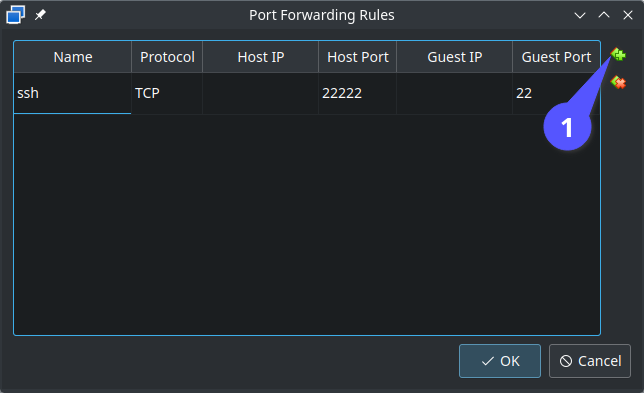 Port Forwarding Rules
Name Protocol Host IP Host Port Guest IP Guest Port
ssh TCP 22222 22
1
OK Cancel